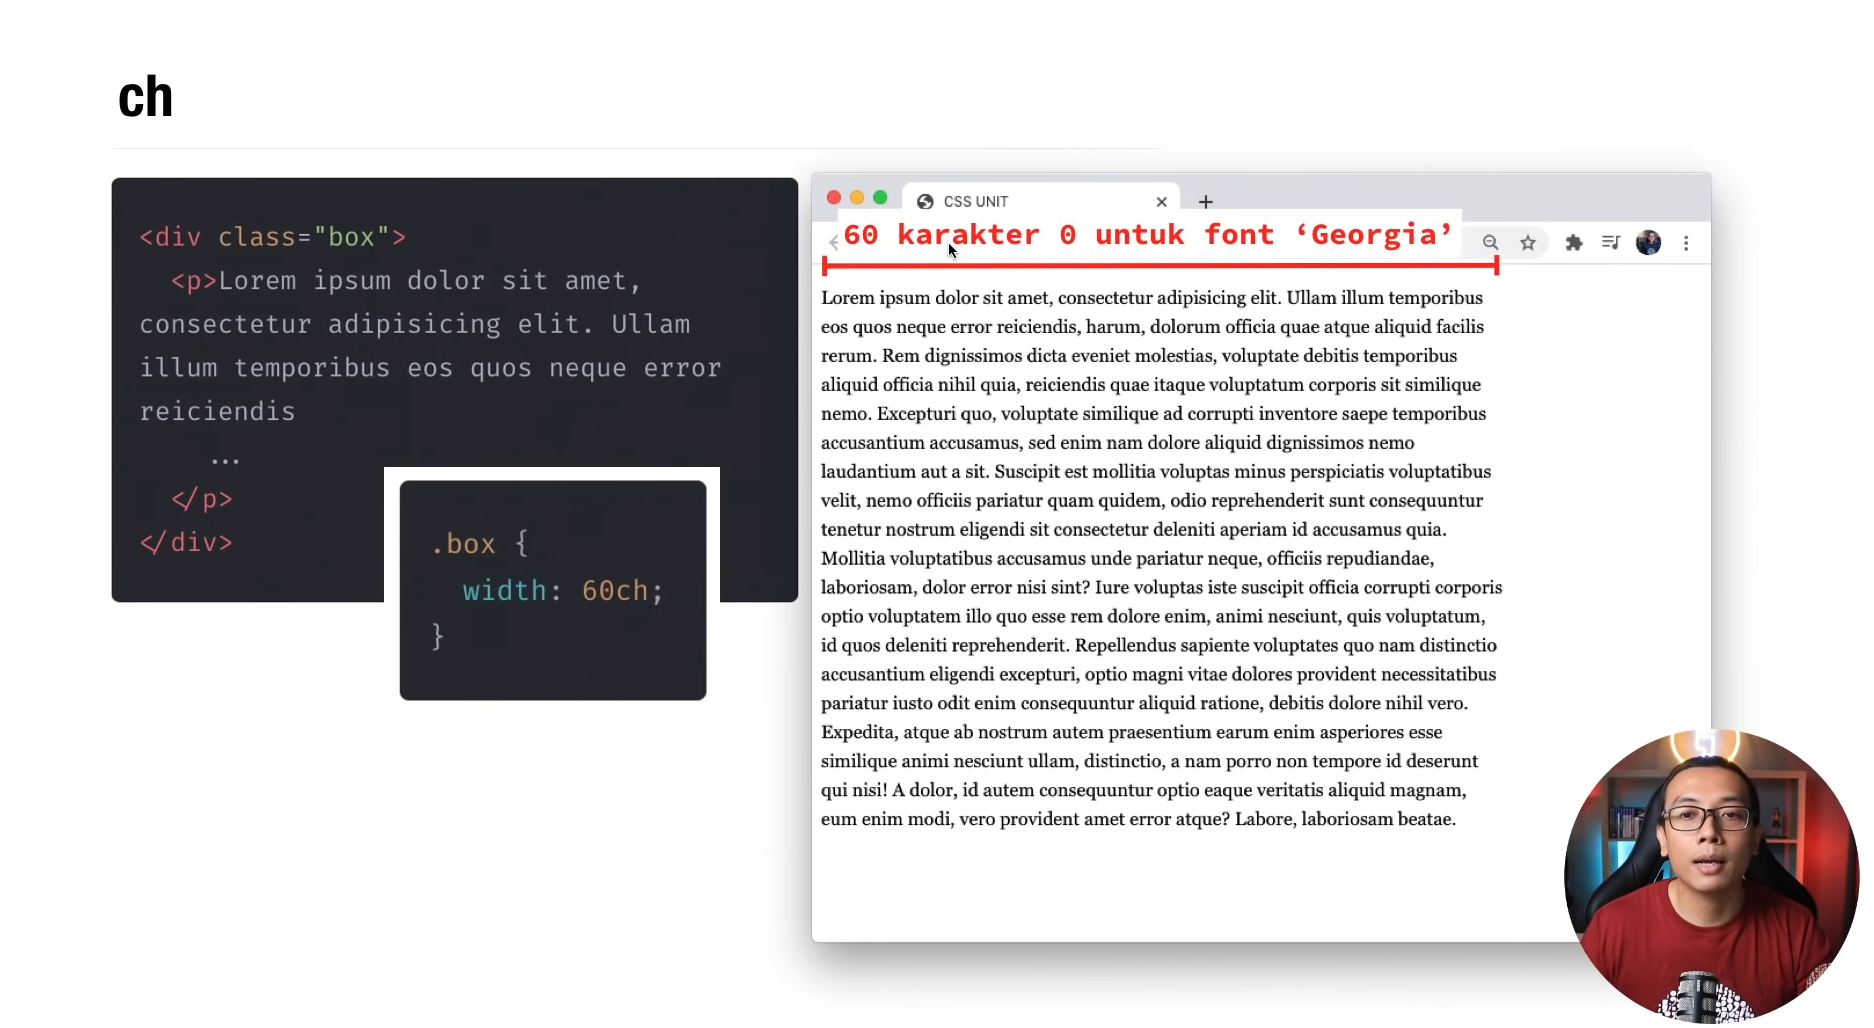 ch
<div class="box">
<p>Lorem ipsum dolor sit amet,
consectetur adipisicing elit. Ullam
illum temporibus eos quos neque error
reiciendis
...
</p>
</div>
.box {
width: 60ch;
}
CSS UNIT
60 karakter 0 untuk font ‘Georgia’
Lorem ipsum dolor sit amet, consectetur adipisicing elit. Ullam illum temporibus
eos quos neque error reiciendis, harum, dolorum officia quae atque aliquid facilis
rerum. Rem dignissimos dicta eveniet molestias, voluptate debitis temporibus
aliquid officia nihil quia, reiciendis quae itaque voluptatum corporis sit similique
nemo. Excepturi quo, voluptate similique ad corrupti inventore saepe temporibus
accusantium accusamus, sed enim nam dolore aliquid dignissimos nemo
laudantium aut a sit. Suscipit est mollitia voluptas minus perspiciatis voluptatibus
velit, nemo officiis pariatur quam quidem, odio reprehenderit sunt consequuntur
tenetur nostrum eligendi sit consectetur deleniti aperiam id accusamus quia.
Mollitia voluptatibus accusamus unde pariatur neque, officiis repudiandae,
laboriosam, dolor error nisi sint? Iure voluptas iste suscipit officia corrupti corporis
optio voluptatem illo quo esse rem dolore enim, animi nesciunt, quis voluptatum,
id quos deleniti reprehenderit. Repellendus sapiente voluptates quo nam distinctio
accusantium eligendi excepturi, optio magni vitae dolores provident necessitatibus
pariatur iusto odit enim consequuntur aliquid ratione, debitis dolore nihil vero.
Expedita, atque ab nostrum autem praesentium earum enim asperiores esse
similique animi nesciunt ullam, distinctio, a nam porro non tempore id deserunt
qui nisi! A dolor, id autem consequuntur optio eaque veritatis aliquid magnam,
eum enim modi, vero provident amet error atque? Labore, laboriosam beatae.